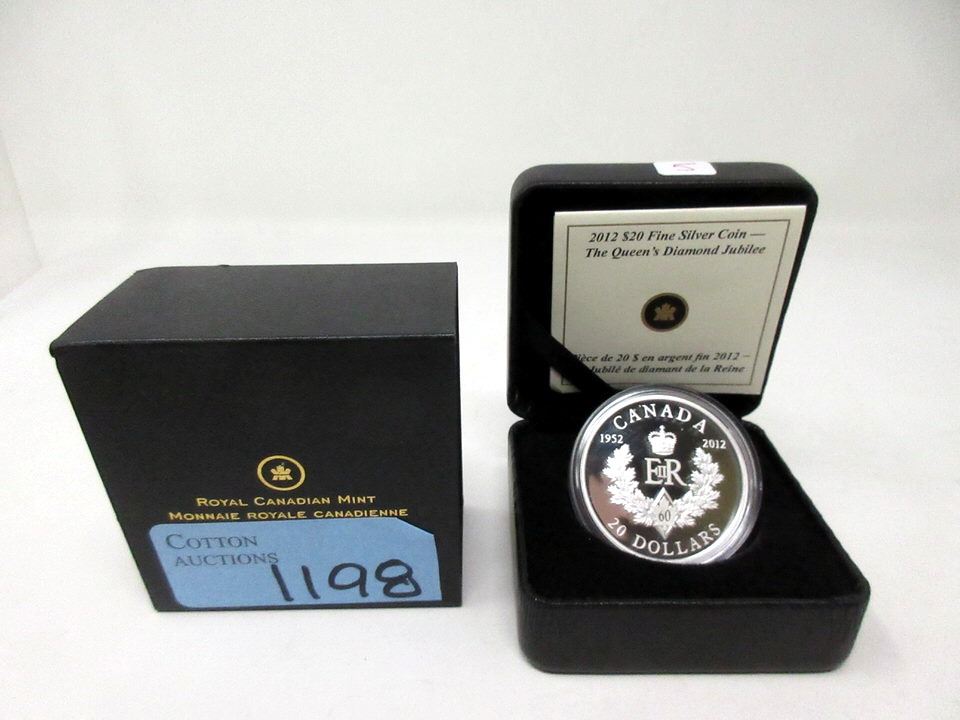 ROYAL CANADIAN MINT
MONNAIE ROYALE CANADIENNE
COTTON
AUCTIONS
1198
2012 $20 Fine Silver Coin —
The Queen's Diamond Jubilee
de 20 $ en argent fin 2012 –
Jubilé de diamant de la Reine
CANADA
1952 2012
EIIR
60
20 DOLLARS